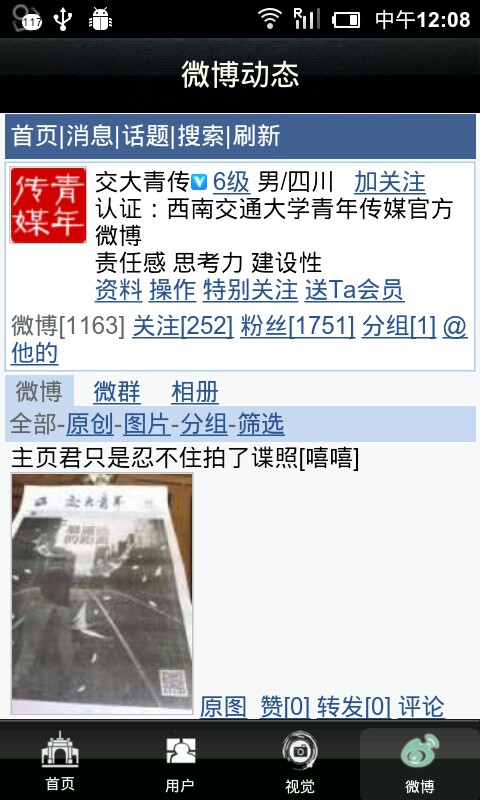 117
R
中午12:08
微博动态
首页|消息|话题|搜索|刷新
青年
传媒
交大青传 6级 男/四川 加关注
认证：西南交通大学青年传媒官方
微博
责任感 思考力 建设性
资料 操作 特别关注 送Ta会员
微博[1163] 关注[252] 粉丝[1751] 分组[1] @
他的
微博 微群 相册
全部-原创-图片-分组-筛选
主页君只是忍不住拍了谍照[嘻嘻]
交大青年
原图 赞[0] 转发[0] 评论
首页 用户 视觉 微博